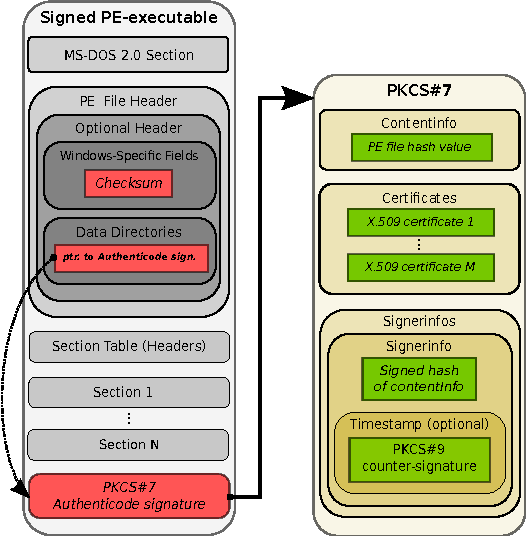 Signed PE-executable
MS-DOS 2.0 Section
PE File Header
Optional Header
Windows-Specific Fields
Checksum
Data Directories
ptr. to Authenticode sign.
Section Table (Headers)
Section 1
Section N
PKCS#7
Authenticode signature
PKCS#7
Contentinfo
PE file hash value
Certificates
X.509 certificate 1
X.509 certificate M
Signerinfos
Signerinfo
Signed hash
of contentInfo
Timestamp (optional)
PKCS#9
counter-signature